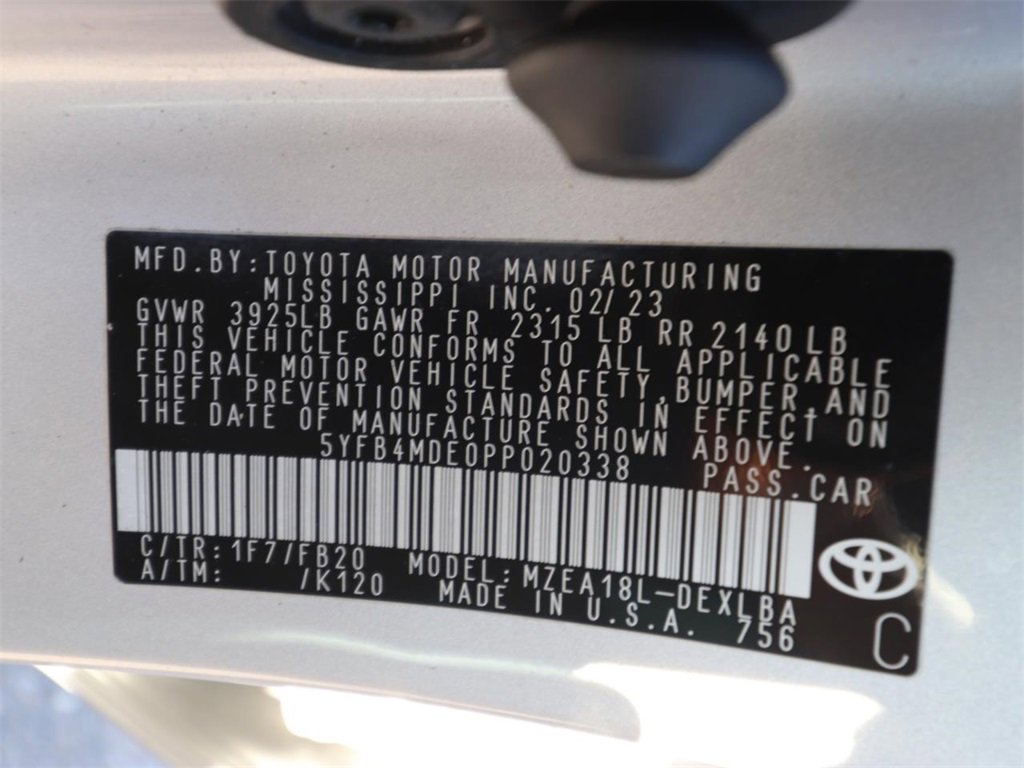 MFD.BY:TOYOTA MOTOR MANUFACTURING
MISSISSIPPI INC. 02/23
GVWR 3925LB GAWR FR 2315 LB RR 2140 LB
THIS VEHICLE CONFORMS TO ALL APPLICABLE
FEDERAL MOTOR VEHICLE SAFETY,BUMPER AND
THEFT PREVENTION STANDARDS IN EFFECT ON
THE DATE OF MANUFACTURE SHOWN ABOVE.
5YFB4MDE0PP020338
PASS.CAR
C/TR:1F7/FB20 MODEL:MZEA18L-DEXLBA
A/TM: /K120 MADE IN U.S.A. 756
C